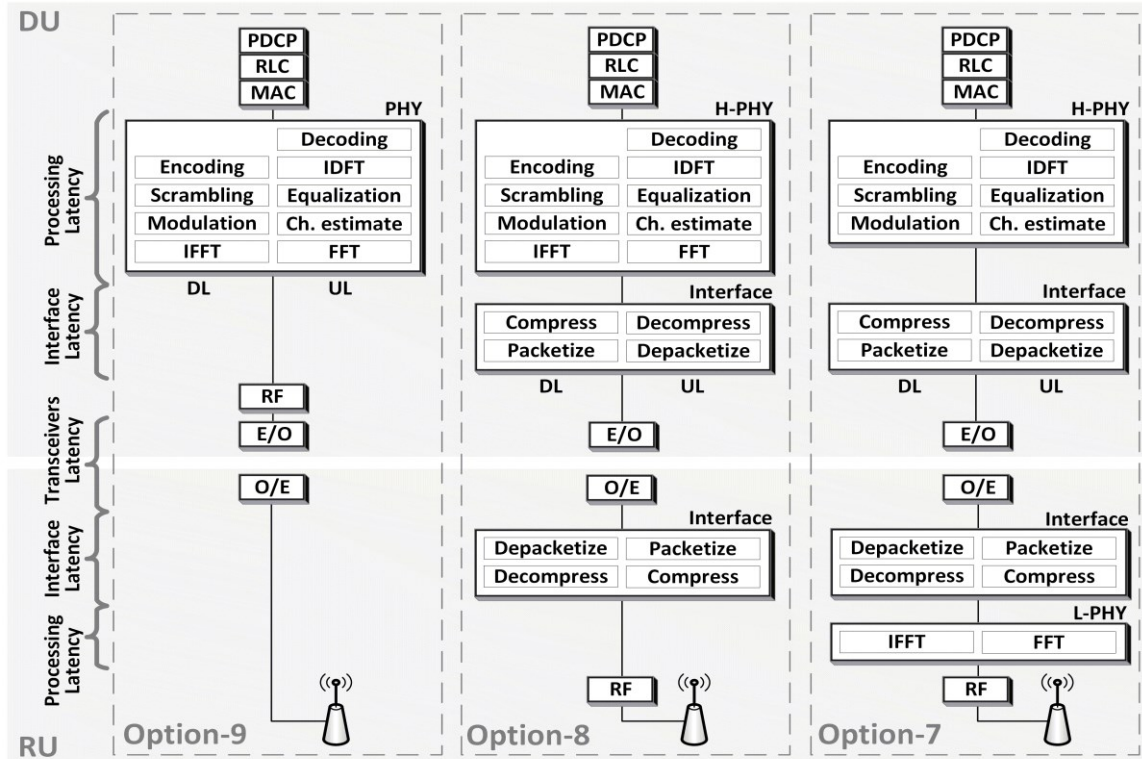 DU
PDCP
RLC
MAC
PHY
Decoding
Encoding
IDFT
Scrambling
Equalization
Modulation
Ch. estimate
IFFT
FFT
DL
UL
RF
E/O
O/E
Option-9
PDCP
RLC
MAC
H-PHY
Decoding
Encoding
IDFT
Scrambling
Equalization
Modulation
Ch. estimate
IFFT
FFT
Interface
Compress
Decompress
Packetize
Depacketize
DL
UL
E/O
O/E
Interface
Depacketize
Packetize
Decompress
Compress
RF
Option-8
PDCP
RLC
MAC
H-PHY
Decoding
Encoding
IDFT
Scrambling
Equalization
Modulation
Ch. estimate
Interface
Compress
Decompress
Packetize
Depacketize
DL
UL
E/O
O/E
Interface
Depacketize
Packetize
Decompress
Compress
L-PHY
IFFT
FFT
RF
Option-7
Processing
Latency
Interface
Latency
Transceivers
Latency
Interface
Latency
Processing
Latency
RU